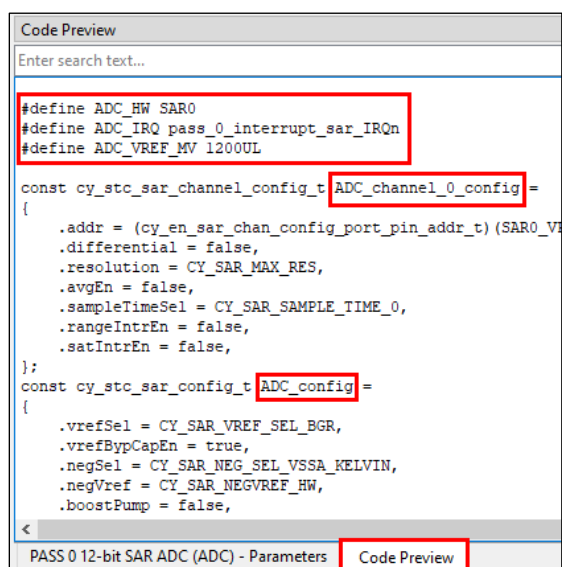 Code Preview
Enter search text...
#define ADC_HW SAR0
#define ADC_IRQ pass_0_interrupt_sar_IRQn
#define ADC_VREF_MV 1200UL
const cy_stc_sar_channel_config_t ADC_channel_0_config =
{
.addr = (cy_en_sar_chan_config_port_pin_addr_t)(SAR0_
.differential = false,
.resolution = CY_SAR_MAX_RES,
.avgEn = false,
.sampleTimeSel = CY_SAR_SAMPLE_TIME_0,
.rangeIntrEn = false,
.satIntrEn = false,
};
const cy_stc_sar_config_t ADC_config =
{
.vrefSel = CY_SAR_VREF_SEL_BGR,
.vrefBypCapEn = true,
.negSel = CY_SAR_NEG_SEL_VSSA_KELVIN,
.negVref = CY_SAR_NEGVREF_HW,
.boostPump = false,
PASS 0 12-bit SAR ADC (ADC) - Parameters Code Preview